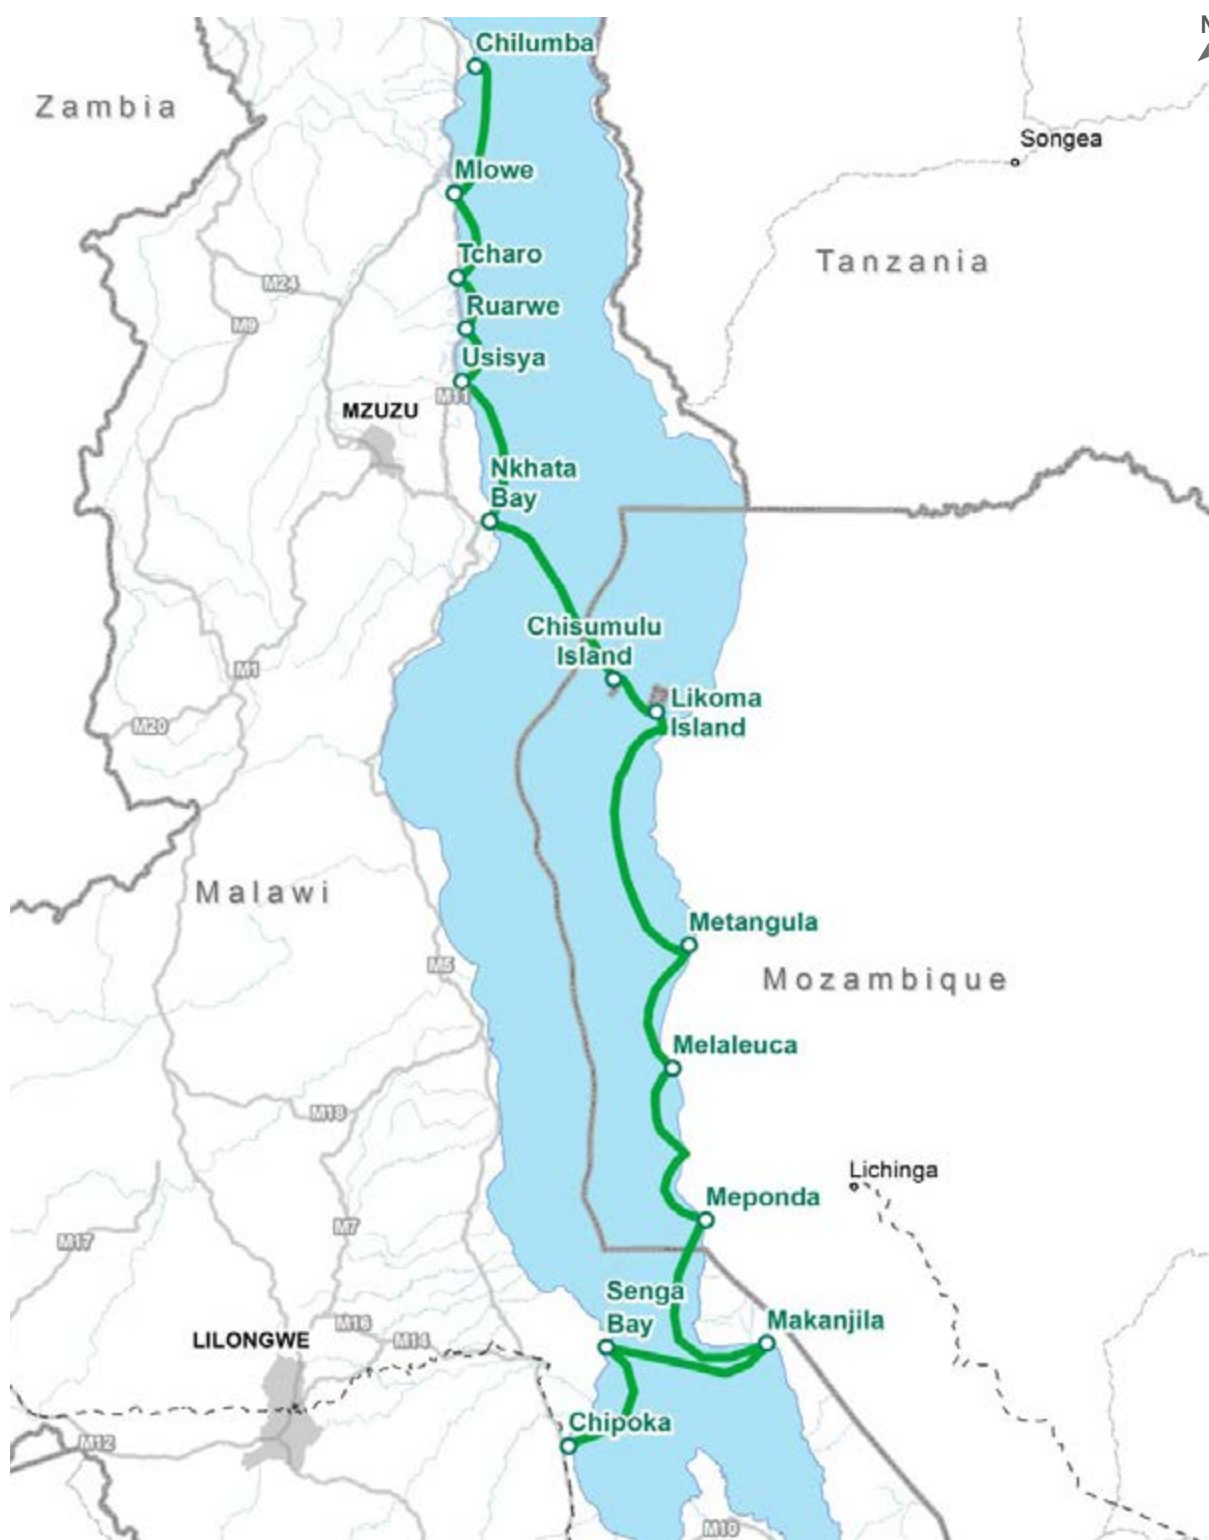 N
Chilumba
Zambia
Songea
Mlowe
Tcharo
Tanzania
M24
Ruarwe
M9
Usisya
M11
MZUZU
Nkhata
Bay
Chisumulu
Island
M1
Likoma
Island
M20
Malawi
Metangula
M5
Mozambique
Melaleuca
M18
Lichinga
Meponda
M7
M17
Senga
Bay
M16
Makanjila
LILONGWE
M14
Chipoka
M12
M10